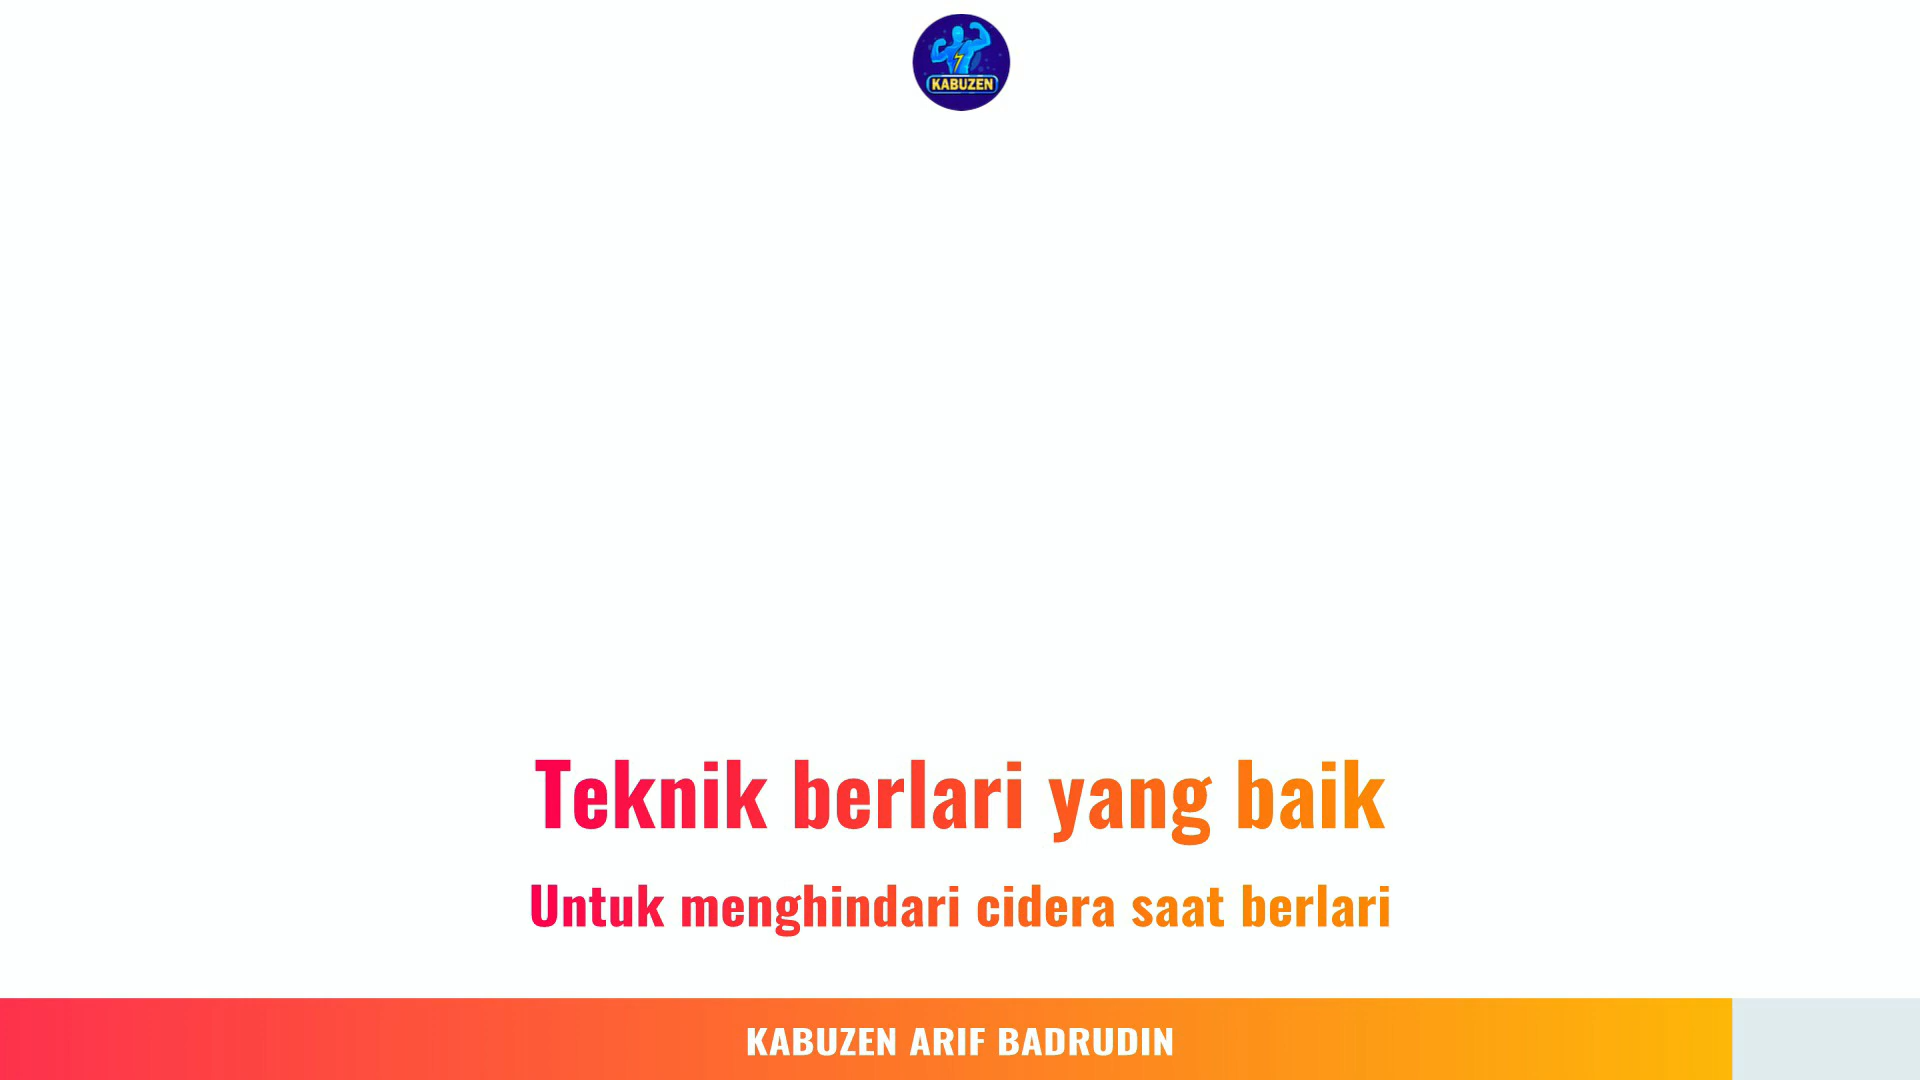 KABUZEN
Teknik berlari yang baik
Untuk menghindari cidera saat berlari
KABUZEN ARIF BADRUDIN